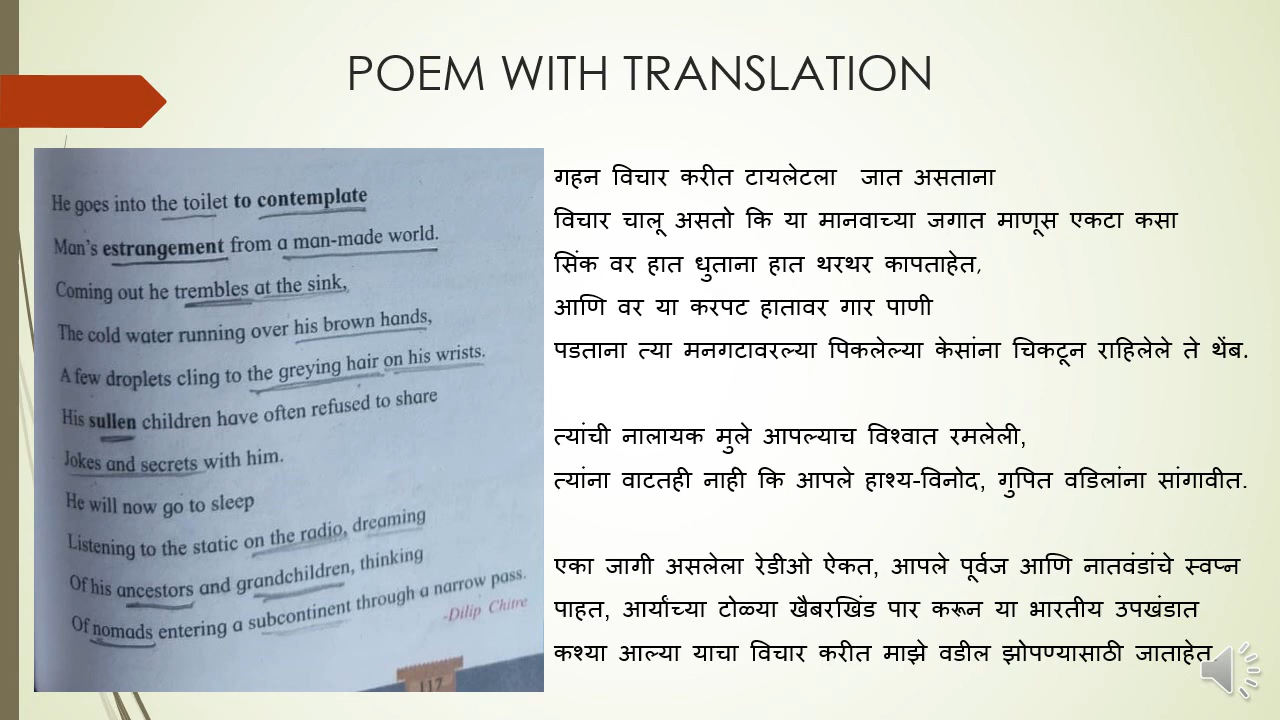 POEM WITH TRANSLATION
He goes into the toilet to contemplate
Man's estrangement from a man-made world.
Coming out he trembles at the sink,
The cold water running over his brown hands,
A few droplets cling to the greying hair on his wrists.
His sullen children have often refused to share
Jokes and secrets with him.
He will now go to sleep
Listening to the static on the radio, dreaming
Of his ancestors and grandchildren, thinking
Of nomads entering a subcontinent through a narrow pass.
-Dilip Chitre
117
गहन विचार करीत टायलेटला जात असताना
विचार चालू असतो कि या मानवाच्या जगात माणूस एकटा कसा
सिंक वर हात धुताना हात थरथर कापताहेत,
आणि वर या करपट हातावर गार पाणी
पडताना त्या मनगटावरल्या पिकलेल्या केसांना चिकटून राहिलेले ते थेंब.
त्यांची नालायक मुले आपल्याच विश्वात रमलेली,
त्यांना वाटतही नाही कि आपले हाश्य-विनोद, गुपित वडिलांना सांगावीत.
एका जागी असलेला रेडीओ ऐकत, आपले पूर्वज आणि नातवंडांचे स्वप्न
पाहत, आर्यांच्या टोळ्या खैबरखिंड पार करून या भारतीय उपखंडात
कश्या आल्या याचा विचार करीत माझे वडील झोपण्यासाठी जाताहेत